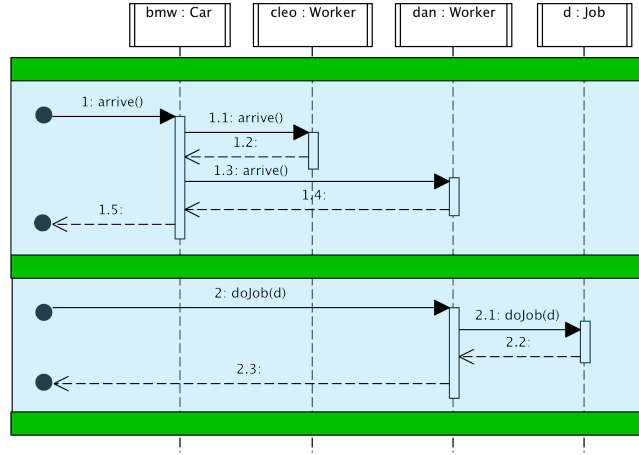 bmw : Car
cleo : Worker
dan : Worker
d : Job
1: arrive()
1.1: arrive()
1.2:
1.3: arrive()
1.4:
1.5:
2: doJob(d)
2.1: doJob(d)
2.2:
2.3: